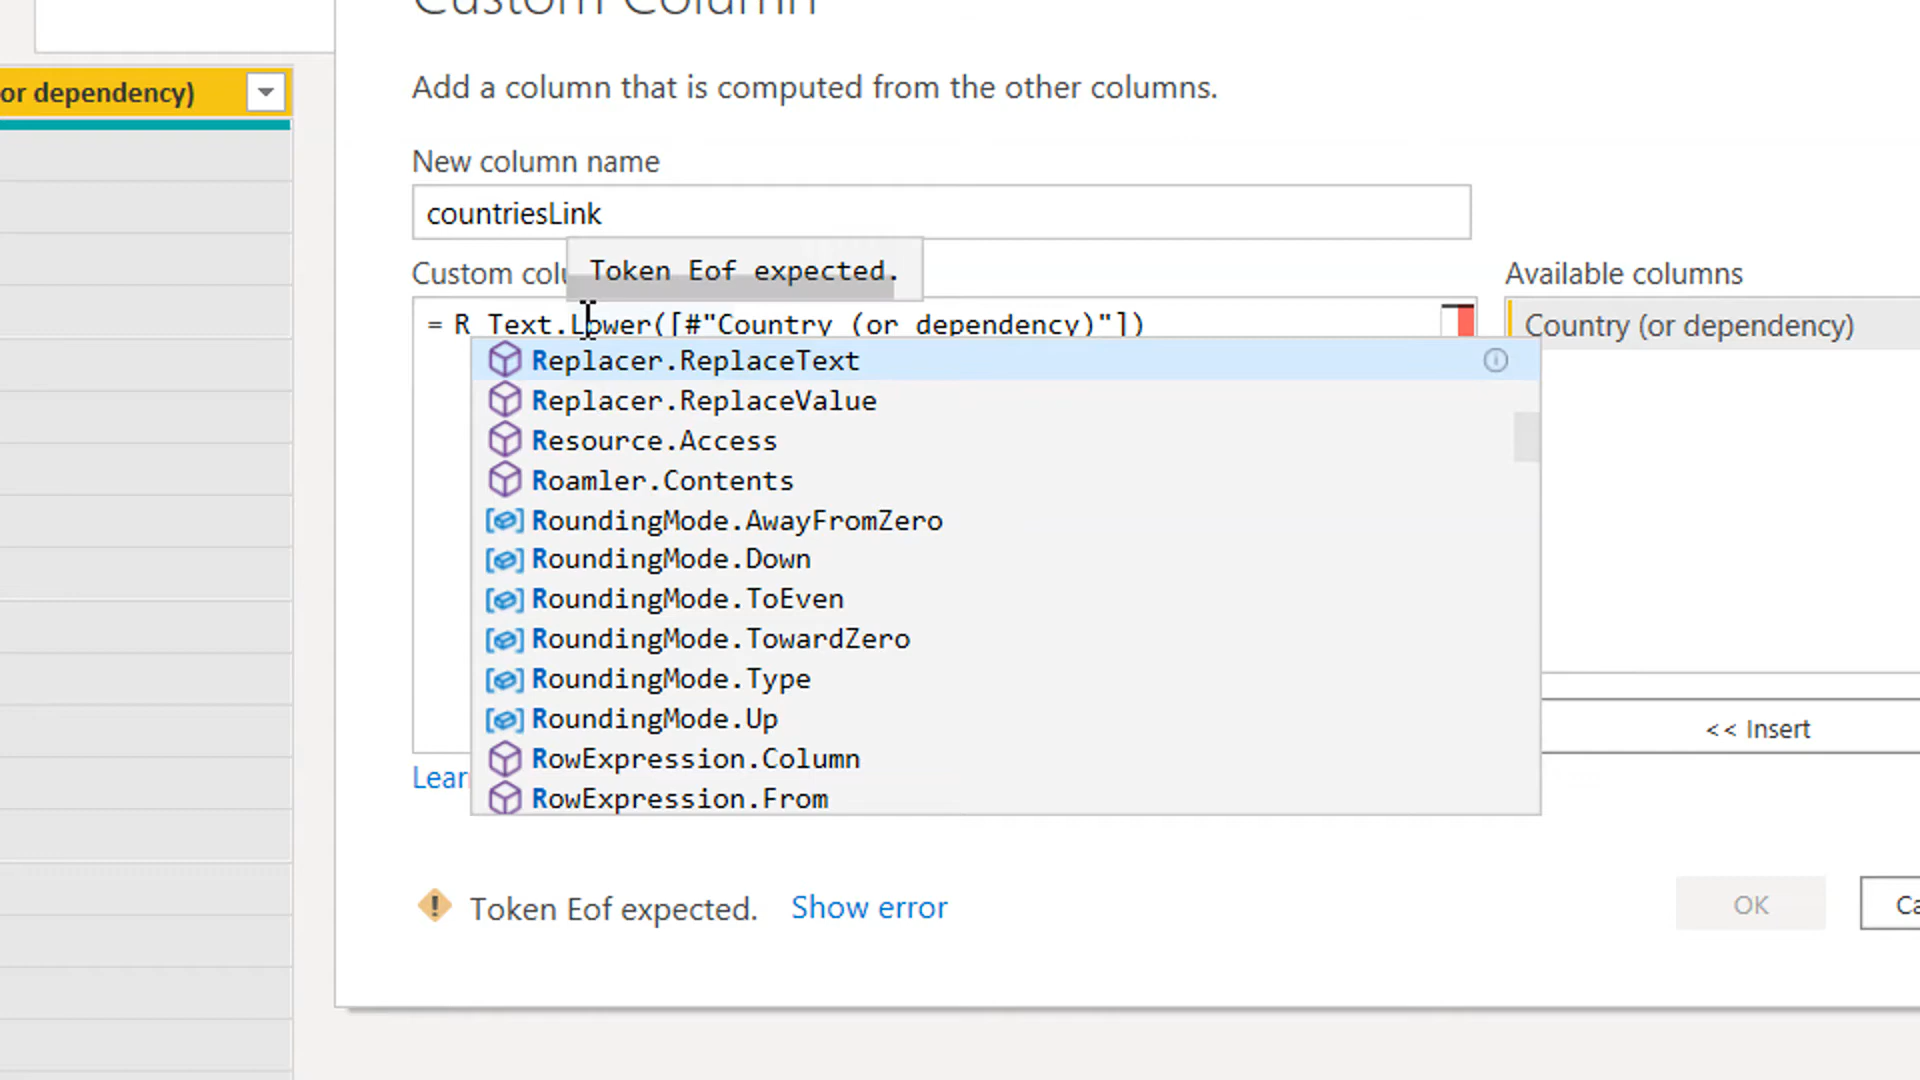 Custom Column
or dependency)
Add a column that is computed from the other columns.
New column name
countriesLink
Custom colu
Token Eof expected.
Available columns
= R Text.Lower([#"Country (or dependency)"])
Country (or dependency)
Replacer.ReplaceText
Replacer.ReplaceValue
Resource.Access
Roamler.Contents
RoundingMode.AwayFromZero
RoundingMode.Down
RoundingMode.ToEven
RoundingMode.TowardZero
RoundingMode.Type
RoundingMode.Up
<< Insert
RowExpression.Column
Lear
RowExpression.From
Token Eof expected. Show error
OK
Ca